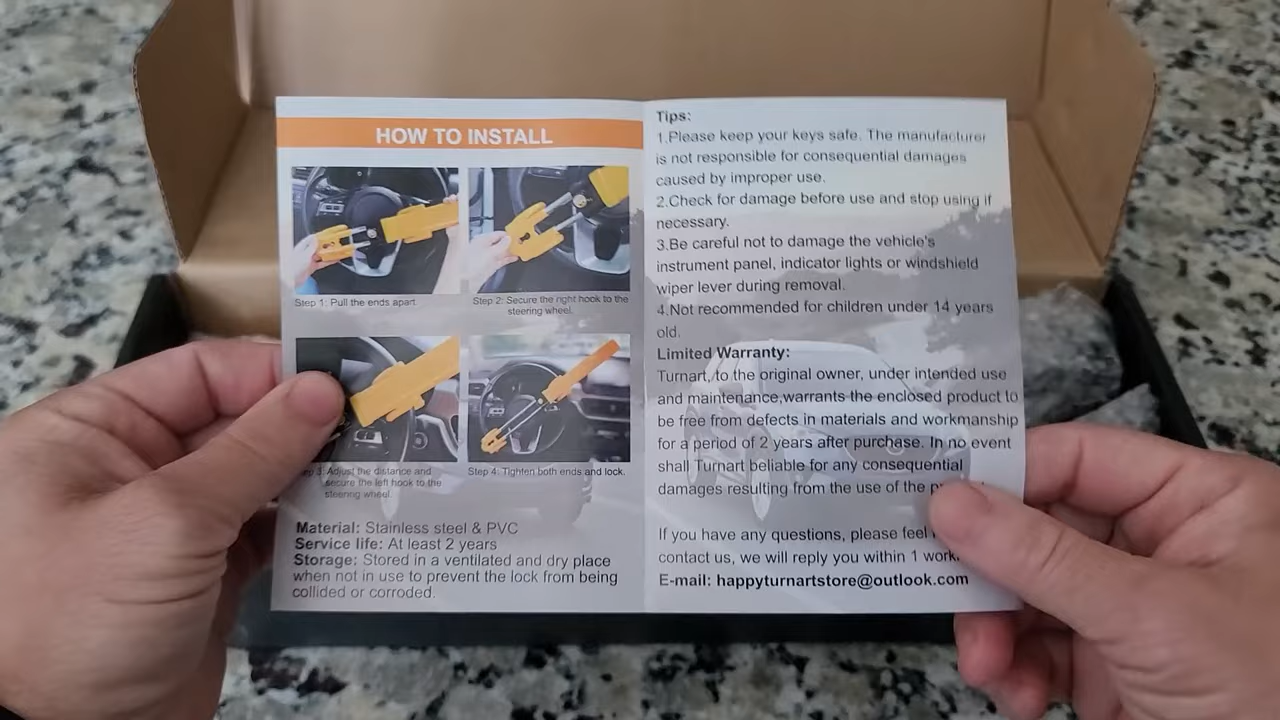 HOW TO INSTALL
Step 1: Pull the ends apart.
Step 2: Secure the right hook to the
steering wheel.
3: Adjust the distance and
secure the left hook to the
steering wheel.
Step 4: Tighten both ends and lock.
Material: Stainless steel & PVC
Service life: At least 2 years
Storage: Stored in a ventilated and dry place
when not in use to prevent the lock from being
collided or corroded.
Tips:
1.Please keep your keys safe. The manufacturer
is not responsible for consequential damages
caused by improper use.
2.Check for damage before use and stop using if
necessary.
3.Be careful not to damage the vehicle's
instrument panel, indicator lights or windshield
wiper lever during removal.
4.Not recommended for children under 14 years
old.
Limited Warranty:
Turnart, to the original owner, under intended use
and maintenance,warrants the enclosed product to
be free from defects in materials and workmanship
for a period of 2 years after purchase. In no event
shall Turnart beliable for any consequential
damages resulting from the use of the
If you have any questions, please feel
contact us, we will reply you within 1
E-mail: happyturnartstore@outlook.com